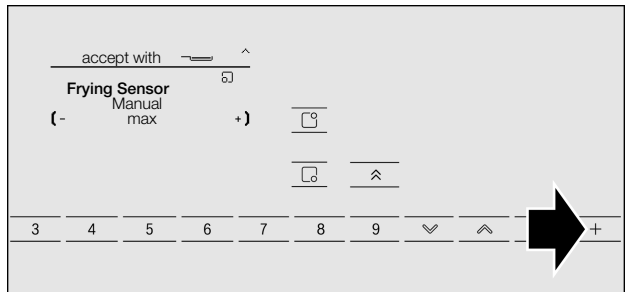 accept with
Frying Sensor
Manual
- max +
3 4 5 6 7 8 9 +